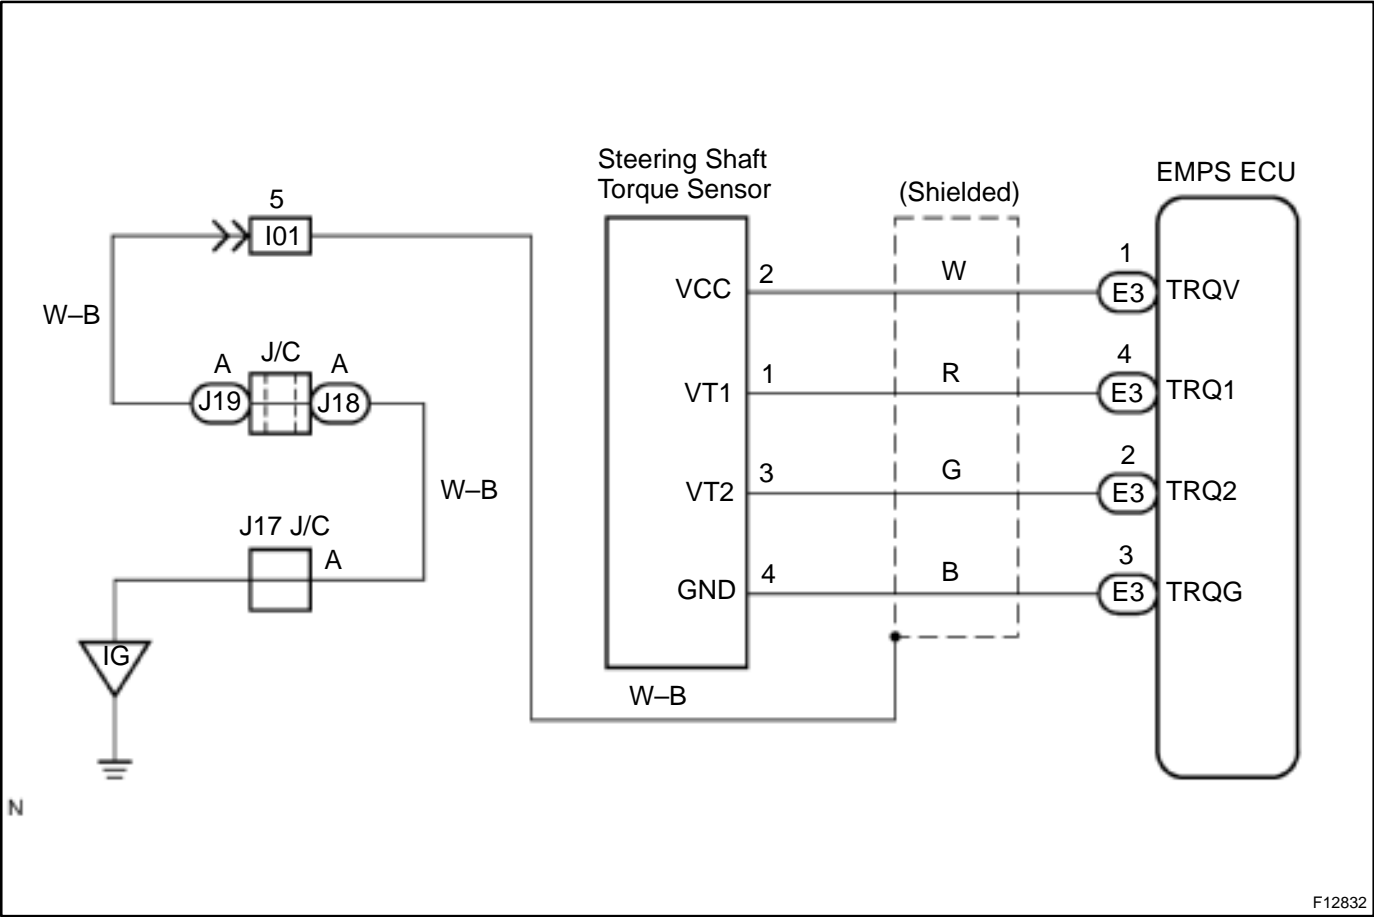 Steering Shaft
Torque Sensor
(Shielded)
EMPS ECU
5
I01
W–B
A
J/C
A
J19
J18
W–B
J17 J/C
A
IG
VCC
2
W
1
E3
TRQV
VT1
1
R
4
E3
TRQ1
VT2
3
G
2
E3
TRQ2
GND
4
B
3
E3
TRQG
W–B
N
F12832